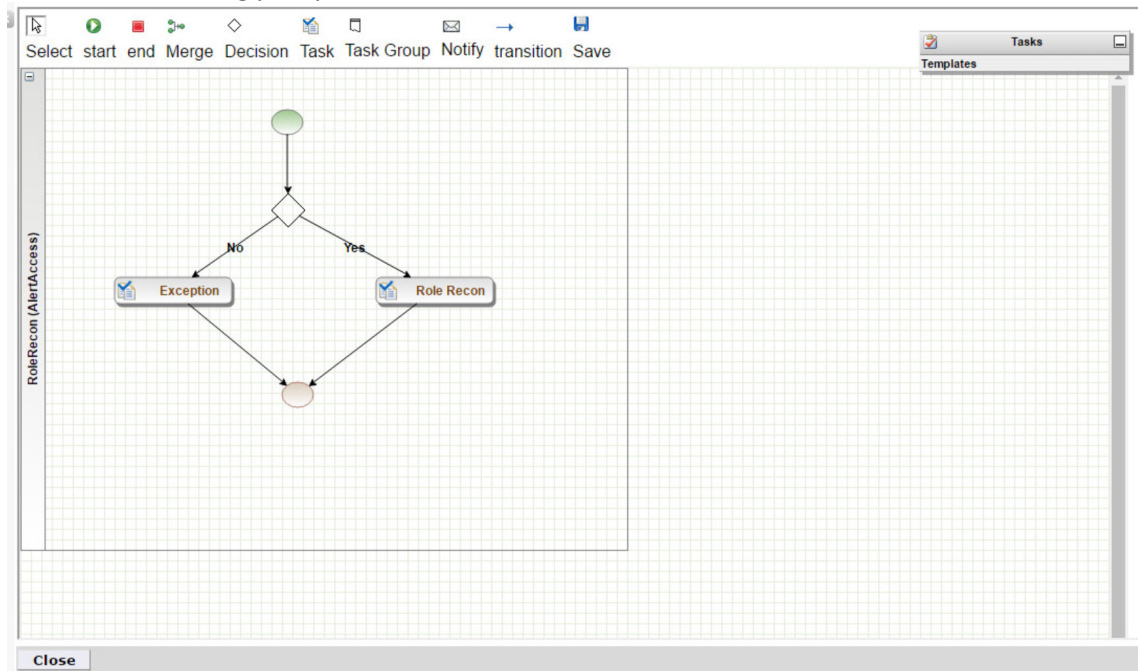 Select start end Merge Decision Task Task Group Notify transition Save
Tasks
Templates
RoleRecon (AlertAccess)
No
Yes
Exception
Role Recon
Close